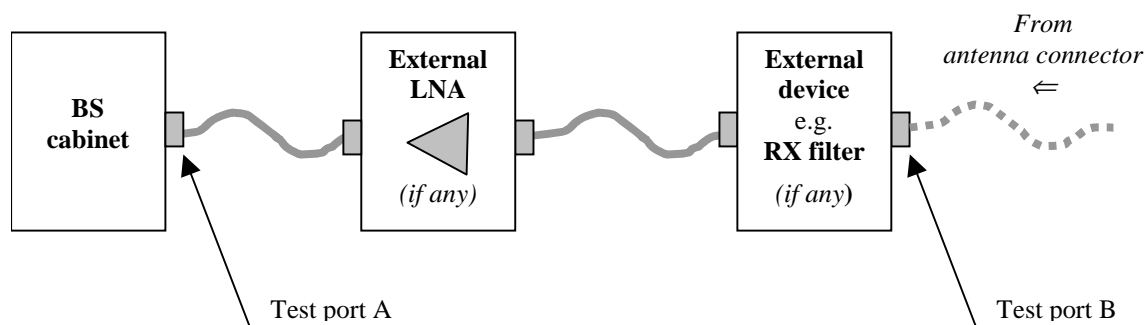 BS
cabinet
External
LNA
(if any)
External
device
e.g.
RX filter
(if any)
From
antenna connector
⇐
Test port A
Test port B